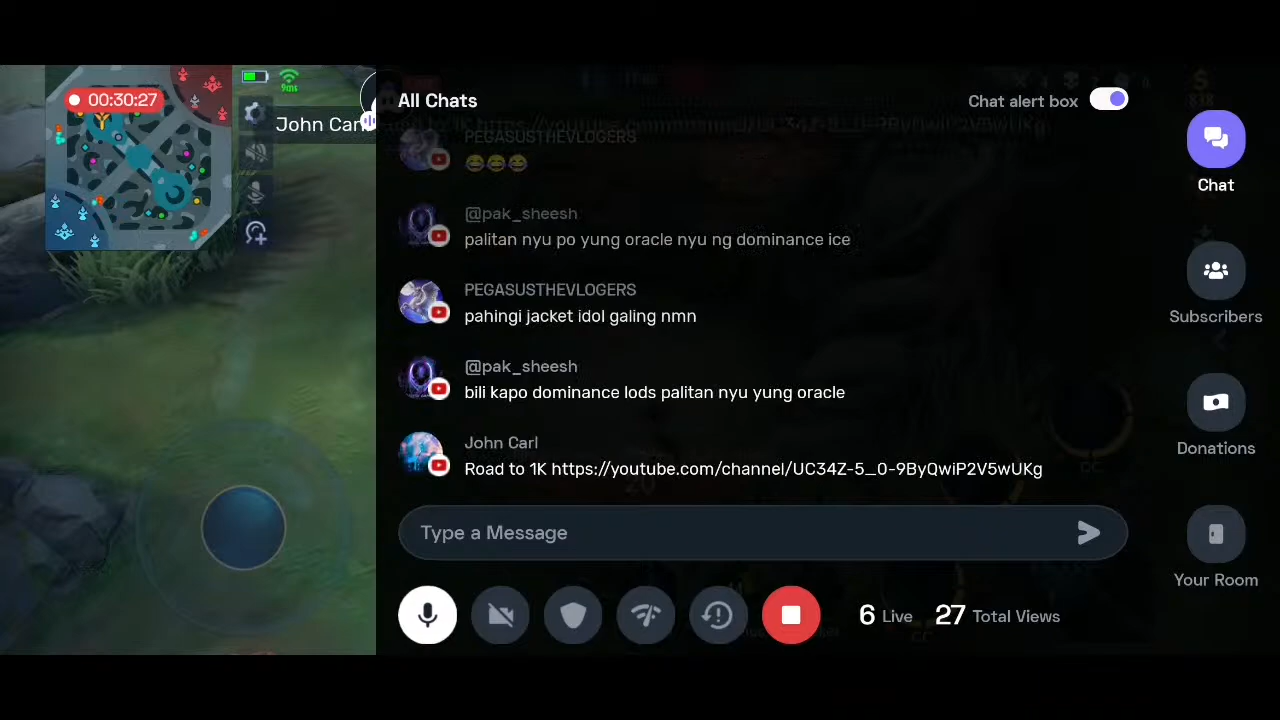 00:30:27
9ms
John Carl
All Chats
Chat alert box
PEGASUSTHEVLOGERS
😂😂😂
@pak_sheesh
palitan nyu po yung oracle nyu ng dominance ice
PEGASUSTHEVLOGERS
pahingi jacket idol galing nmn
@pak_sheesh
bili kapo dominance lods palitan nyu yung oracle
John Carl
Road to 1K https://youtube.com/channel/UC34Z-5_0-9ByQwiP2V5wUKg
Type a Message
6 Live 27 Total Views
Chat
Subscribers
Donations
Your Room